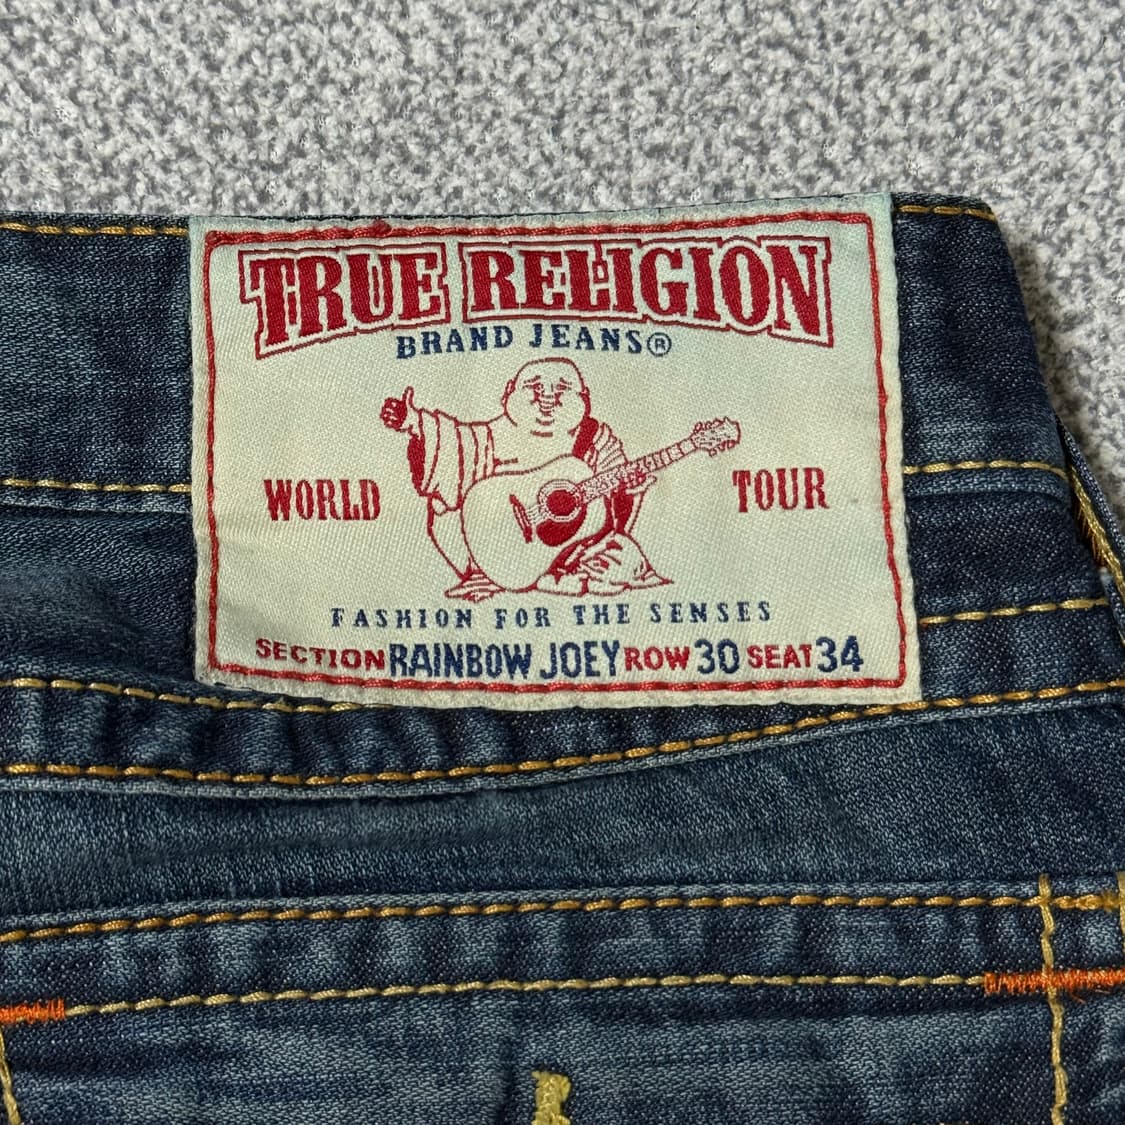 TRUE RELIGION
BRAND JEANS®
WORLD TOUR
FASHION FOR THE SENSES
SECTION RAINBOW JOEY ROW 30 SEAT 34